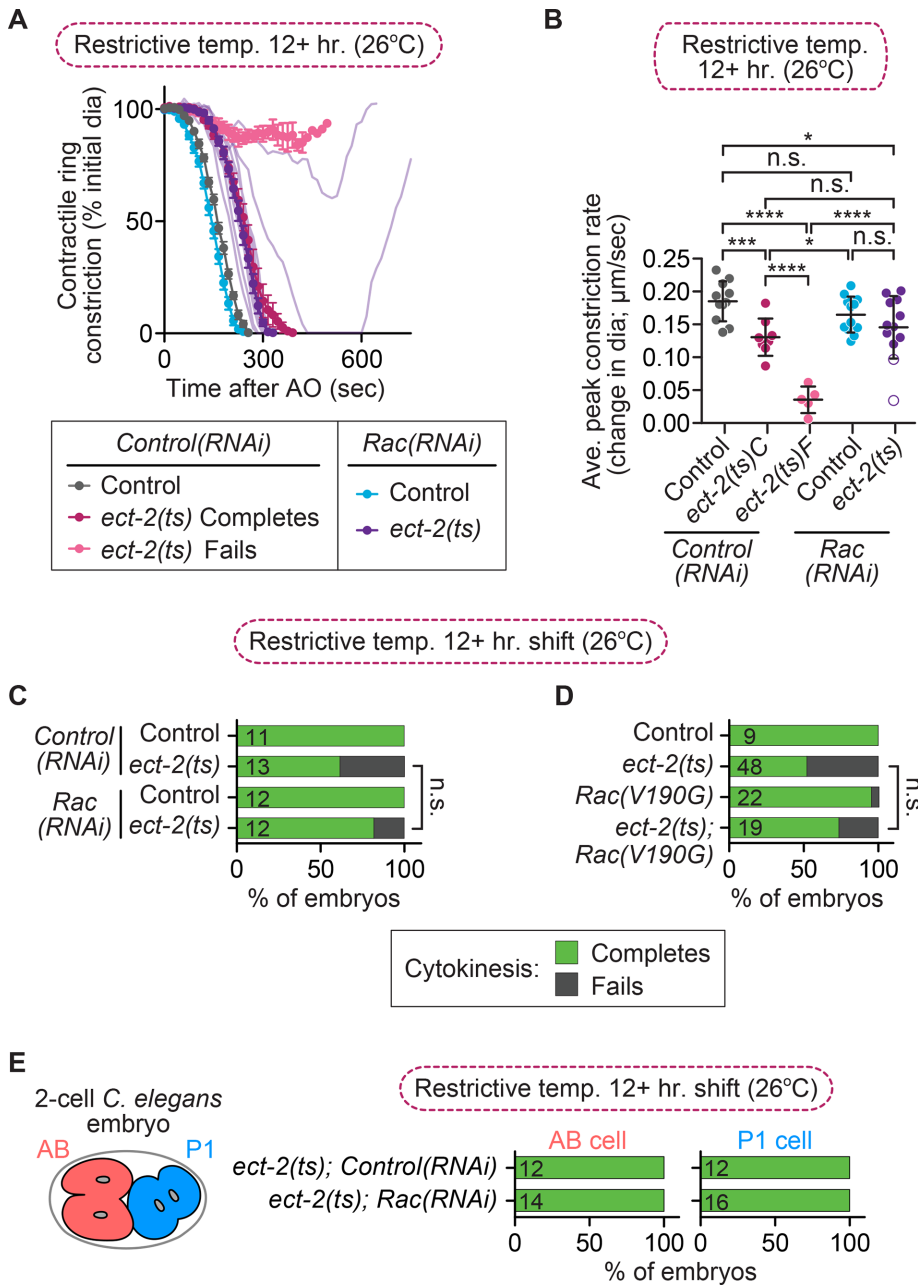 A
Restrictive temp. 12+ hr. (26°C)
Contractile ring
constriction (% initial dia)
100
50
0
0 300 600
Time after AO (sec)
Control(RNAi) Rac(RNAi)
Control
ect-2(ts) Completes
ect-2(ts) Fails
Control
ect-2(ts)
B
Restrictive temp.
12+ hr. (26°C)
*
n.s.
n.s.
**** ****
*** * n.s.
****
Ave. peak constriction rate
(change in dia; μm/sec)
0.25
0.20
0.15
0.10
0.05
0.00
Control
ect-2(ts)C
ect-2(ts)F
Control
ect-2(ts)
Control
(RNAi)
Rac
(RNAi)
Restrictive temp. 12+ hr. shift (26°C)
C
Control
(RNAi)
Rac
(RNAi)
Control 11
ect-2(ts) 13
Control 12
ect-2(ts) 12
n.s.
0 50 100
% of embryos
D
Control 9
ect-2(ts) 48
Rac(V190G) 22
ect-2(ts);
Rac(V190G) 19
n.s.
0 50 100
% of embryos
Cytokinesis:
Completes
Fails
E
2-cell C. elegans
embryo
AB P1
Restrictive temp. 12+ hr. shift (26°C)
AB cell P1 cell
ect-2(ts); Control(RNAi) 12 12
ect-2(ts); Rac(RNAi) 14 16
0 50 100 0 50 100
% of embryos